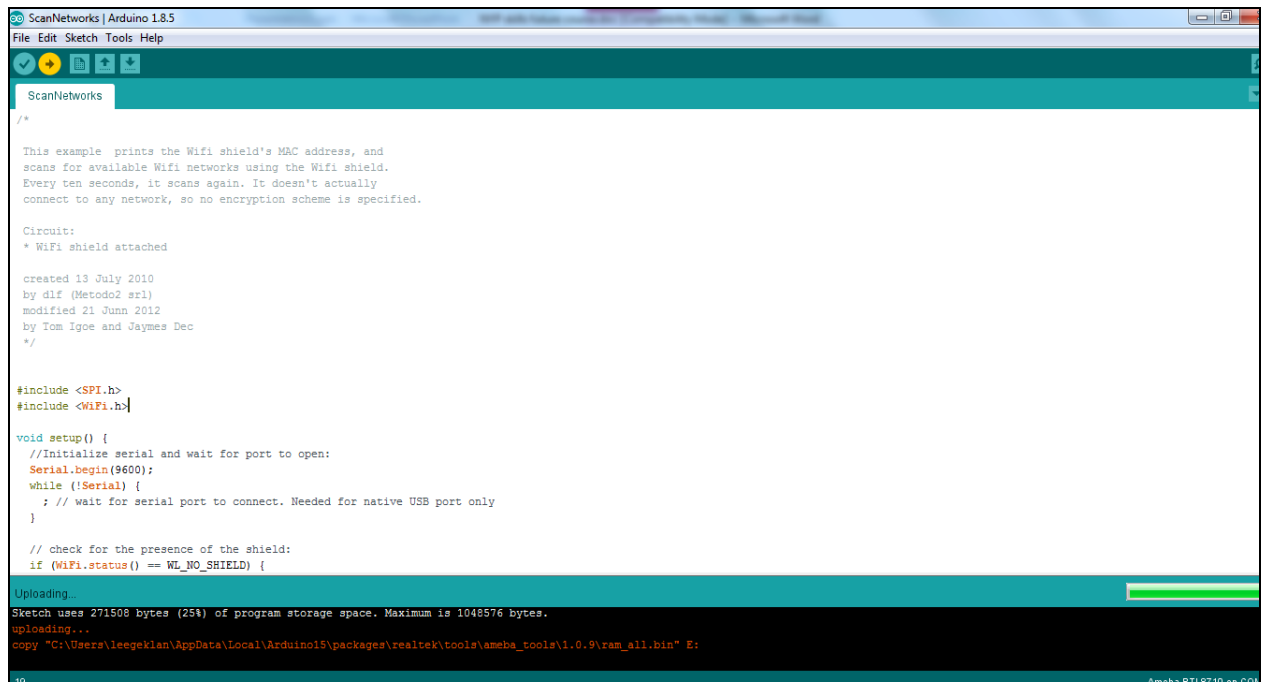 ScanNetworks | Arduino 1.8.5
File Edit Sketch Tools Help
ScanNetworks
/*
This example  prints the Wifi shield's MAC address, and
scans for available Wifi networks using the Wifi shield.
Every ten seconds, it scans again. It doesn't actually
connect to any network, so no encryption scheme is specified.
Circuit:
* WiFi shield attached
created 13 July 2010
by dlf (Metodo2 srl)
modified 21 Junn 2012
by Tom Igoe and Jaymes Dec
*/
#include <SPI.h>
#include <WiFi.h>
void setup() {
//Initialize serial and wait for port to open:
Serial.begin(9600);
while (!Serial) {
; // wait for serial port to connect. Needed for native USB port only
}
// check for the presence of the shield:
if (WiFi.status() == WL_NO_SHIELD) {
Uploading...
Sketch uses 271508 bytes (25%) of program storage space. Maximum is 1048576 bytes.
uploading...
copy "C:\Users\leegeklan\AppData\Local\Arduino15\packages\realtek\tools\ameba_tools\1.0.9\ram_all.bin" E:
19
Ameba RTL8710 on COM